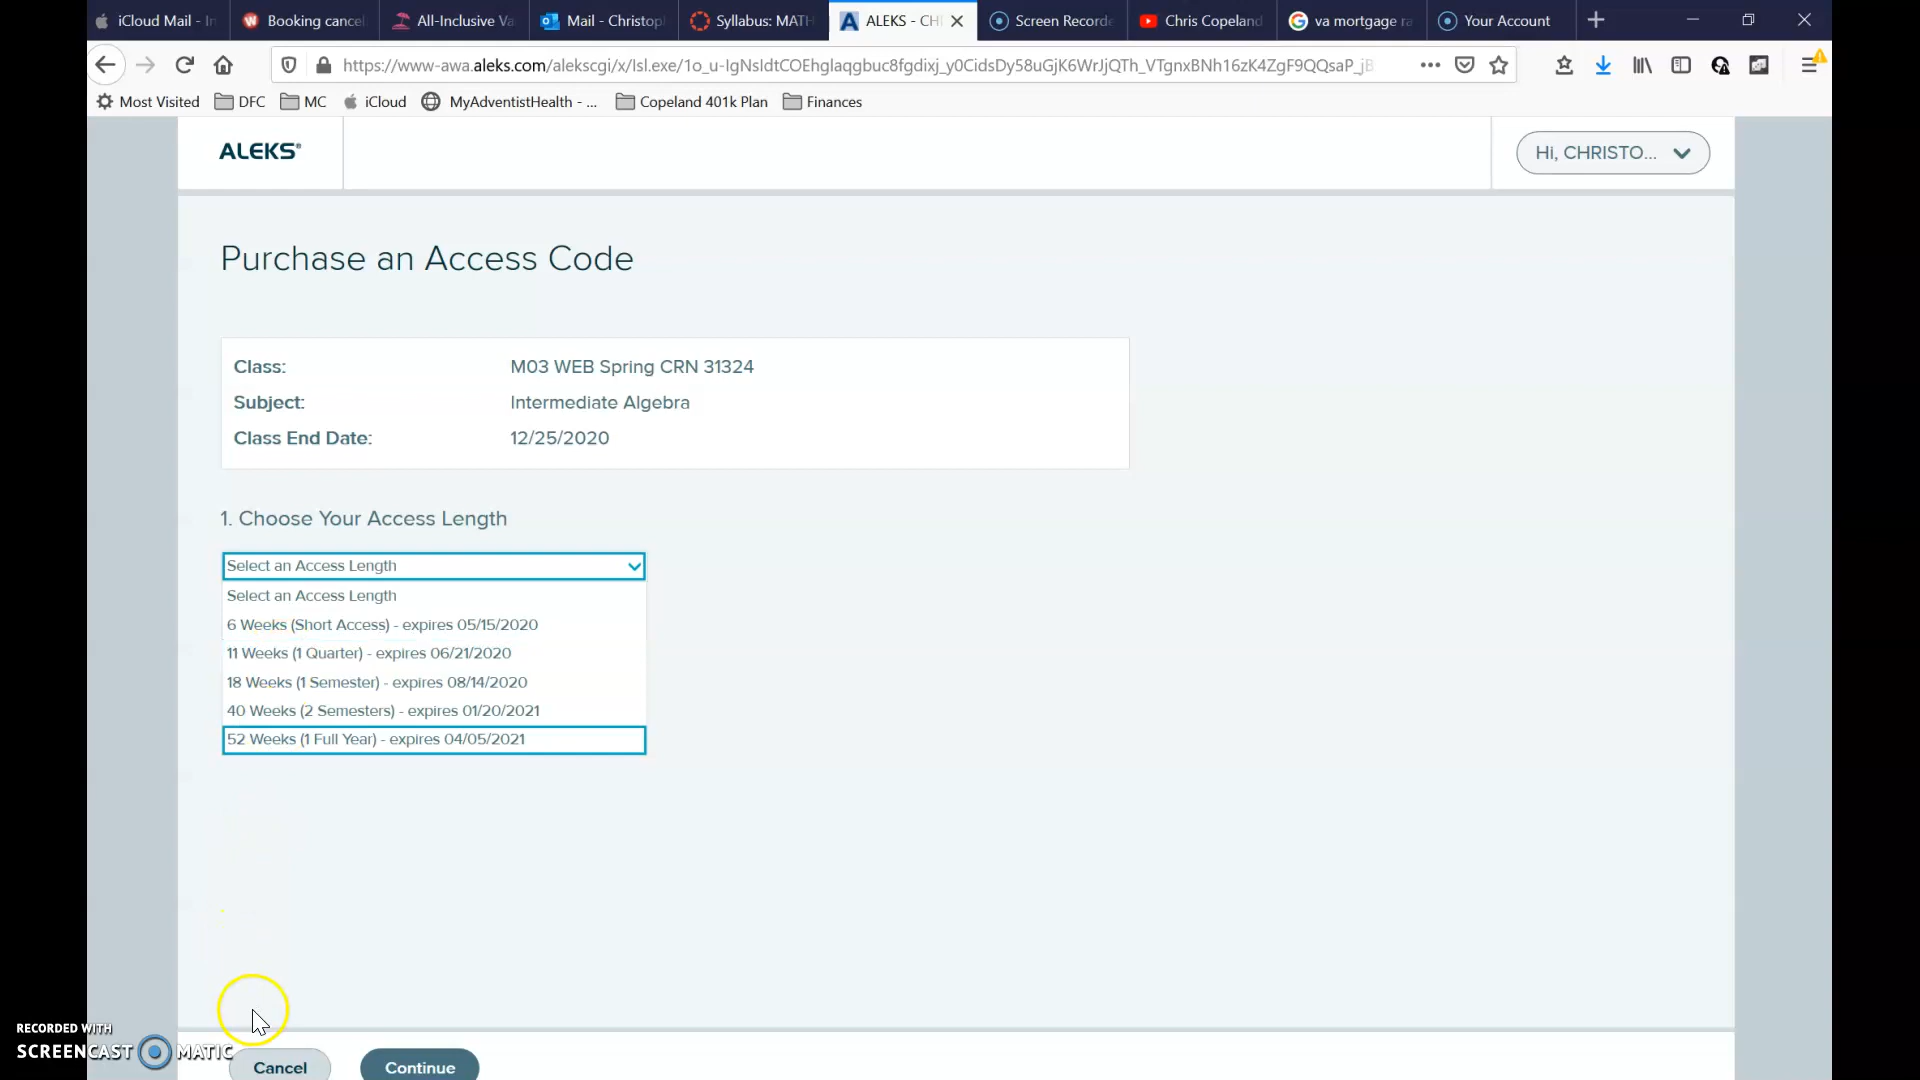 iCloud Mail - In
Booking cancel
All-Inclusive Va
Mail - Christop
Syllabus: MATH
ALEKS - CH
Screen Recorde
Chris Copeland
va mortgage ra
Your Account
https://www-awa.aleks.com/alekscgi/x/Isl.exe/1o_u-IgNsIdtCOEhglaqgbuc8fgdixj_y0CidsDy58uGjK6WrJjQTh_VTgnxBNh16zK4ZgF9QQsaP_jB
Most Visited
DFC
MC
iCloud
MyAdventistHealth - ...
Copeland 401k Plan
Finances
ALEKS®
Hi, CHRISTO...
Purchase an Access Code
Class: M03 WEB Spring CRN 31324
Subject: Intermediate Algebra
Class End Date: 12/25/2020
1. Choose Your Access Length
Select an Access Length
Select an Access Length
6 Weeks (Short Access) - expires 05/15/2020
11 Weeks (1 Quarter) - expires 06/21/2020
18 Weeks (1 Semester) - expires 08/14/2020
40 Weeks (2 Semesters) - expires 01/20/2021
52 Weeks (1 Full Year) - expires 04/05/2021
RECORDED WITH
SCREENCAST MATIC
Cancel
Continue